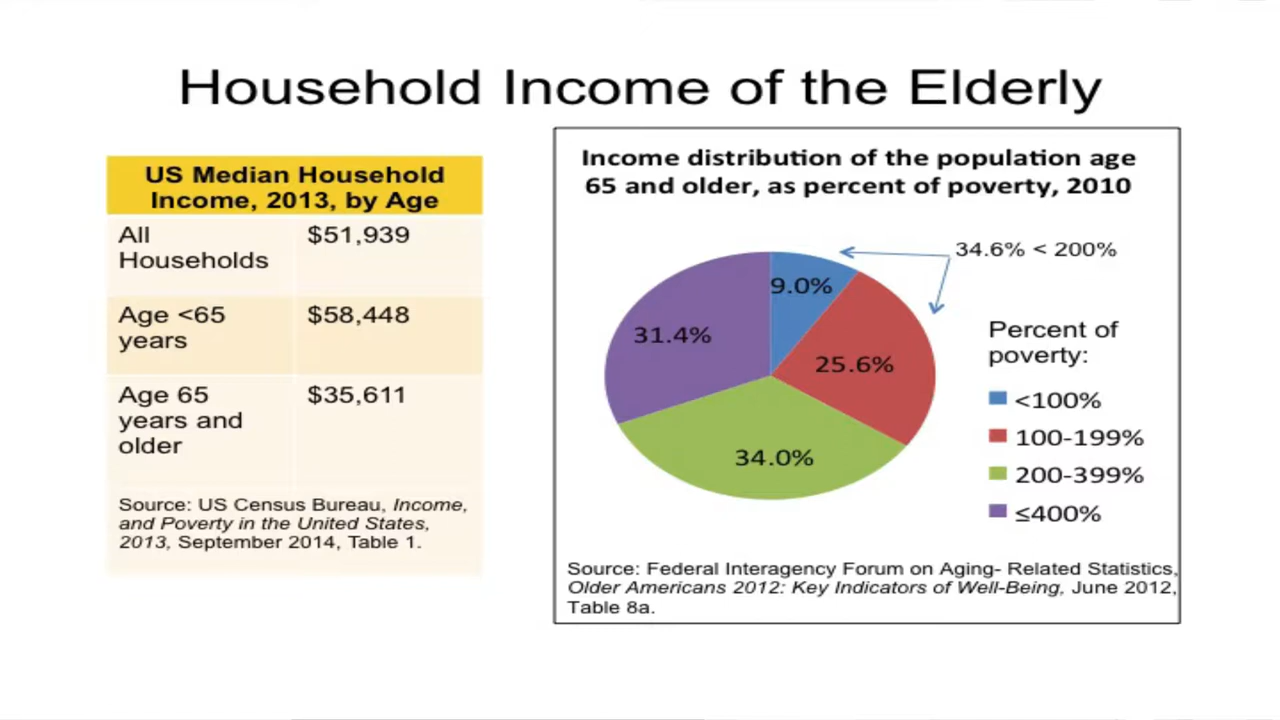 Household Income of the Elderly
US Median Household
Income, 2013, by Age
All
Households
$51,939
Age <65
years
$58,448
Age 65
years and
older
$35,611
Source: US Census Bureau, Income,
and Poverty in the United States,
2013, September 2014, Table 1.
Income distribution of the population age
65 and older, as percent of poverty, 2010
34.6% < 200%
9.0%
31.4%
25.6%
34.0%
Percent of
poverty:
<100%
100-199%
200-399%
≤400%
Source: Federal Interagency Forum on Aging- Related Statistics,
Older Americans 2012: Key Indicators of Well-Being, June 2012,
Table 8a.